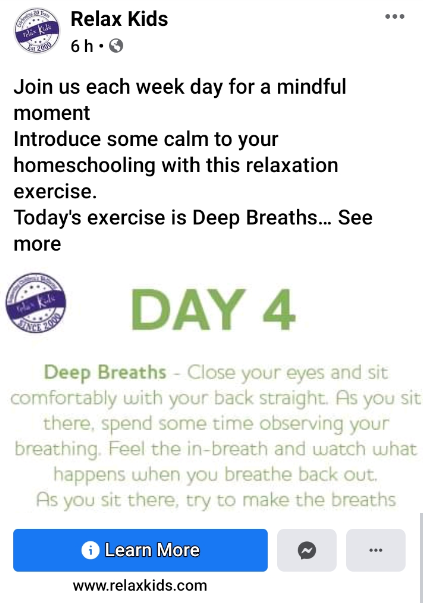 Relax Kids
6 h •
Join us each week day for a mindful
moment
Introduce some calm to your
homeschooling with this relaxation
exercise.
Today's exercise is Deep Breaths... See
more
Relax Kids
SINCE 2000
DAY 4
Deep Breaths - Close your eyes and sit
comfortably with your back straight. As you sit
there, spend some time observing your
breathing. Feel the in-breath and watch what
happens when you breathe back out.
As you sit there, try to make the breaths
Learn More
www.relaxkids.com